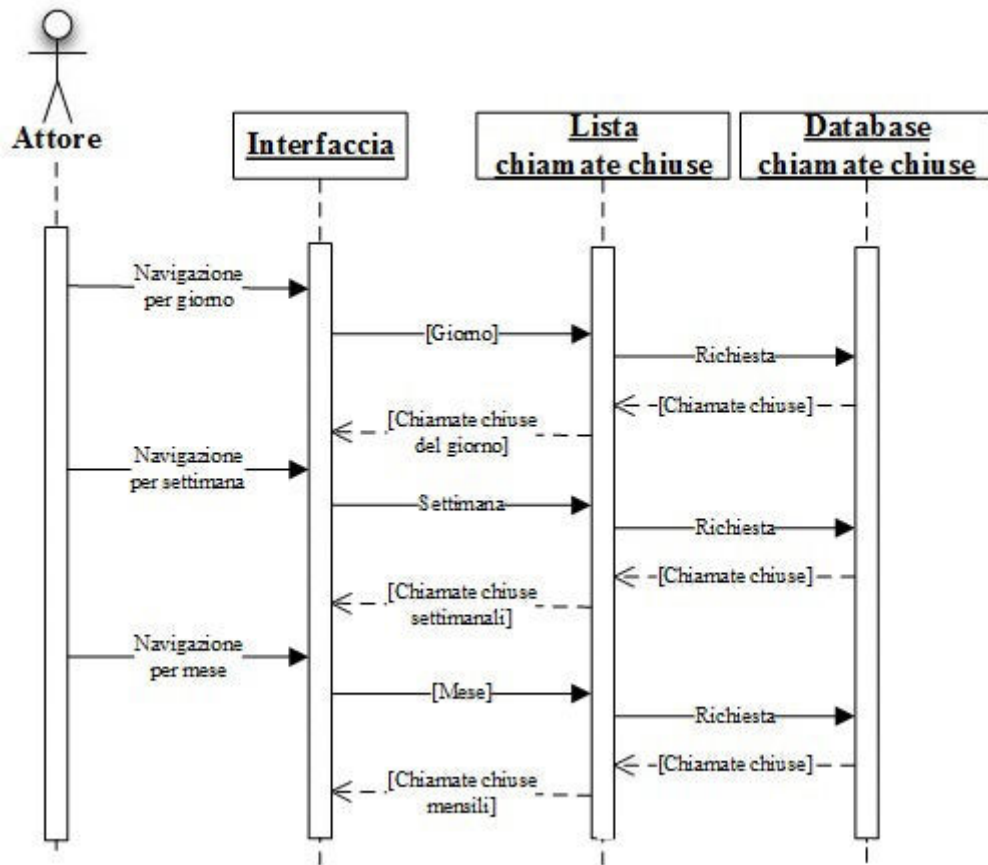 Attore
Interfaccia
Lista
chiamate chiuse
Database
chiamate chiuse
Navigazione
per giorno
[Giorno]
Richiesta
[Chiamate chiuse]
[Chiamate chiuse
del giorno]
Navigazione
per settimana
Settimana
Richiesta
[Chiamate chiuse]
[Chiamate chiuse
settimanali]
Navigazione
per mese
[Mese]
Richiesta
[Chiamate chiuse]
[Chiamate chiuse
mensili]